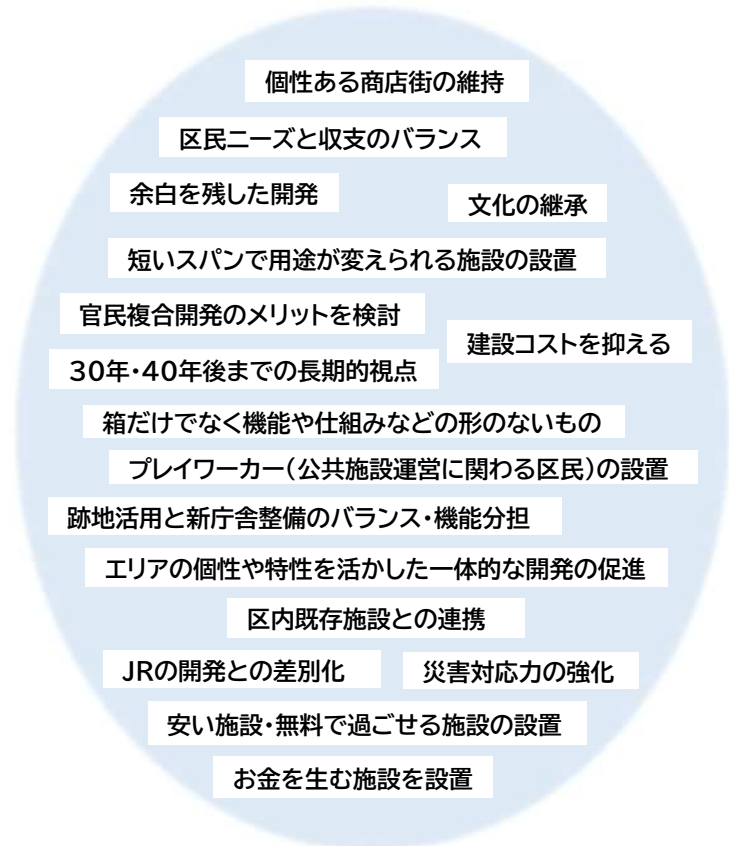 個性ある商店街の維持
区民ニーズと収支のバランス
余白を残した開発
文化の継承
短いスパンで用途が変えられる施設の設置
官民複合開発のメリットを検討
建設コストを抑える
30年・40年後までの長期的視点
箱だけでなく機能や仕組みなどの形のないもの
プレイワーカー(公共施設運営に関わる区民)の設置
跡地活用と新庁舎整備のバランス・機能分担
エリアの個性や特性を活かした一体的な開発の促進
区内既存施設との連携
JRの開発との差別化
災害対応力の強化
安い施設・無料で過ごせる施設の設置
お金を生む施設を設置